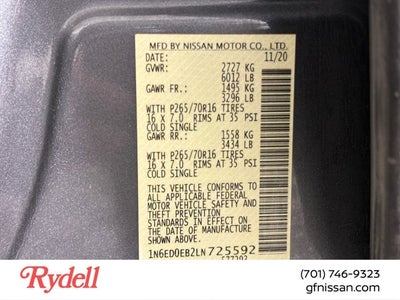 MFD BY NISSAN MOTOR CO., LTD.
DATE: 11/20
GVWR: 2727 KG
6012 LB
GAWR FR.: 1495 KG
3296 LB
WITH P265/70R16 TIRES
16 X 7.0 RIMS AT 35 PSI
COLD SINGLE
GAWR RR.: 1558 KG
3434 LB
WITH P265/70R16 TIRES
16 X 7.0 RIMS AT 35 PSI
COLD SINGLE
THIS VEHICLE CONFORMS TO
ALL APPLICABLE FEDERAL
MOTOR VEHICLE SAFETY
AND THEFT PREVENTION
STANDARDS IN EFFECT ON
THE DATE OF MANUFACTURE
SHOWN ABOVE.
1N6ED0EB2LN725592
Rydell
(701) 746-9323
gfnissan.com